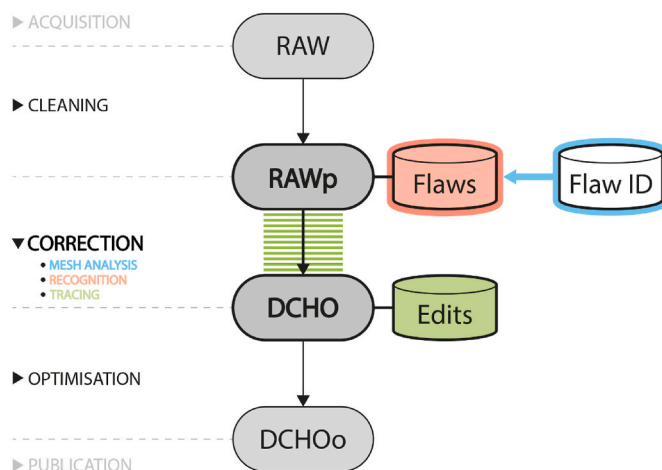 ACQUISITION
RAW
CLEANING
RAWp
Flaws
Flaw ID
CORRECTION
• MESH ANALYSIS
• RECOGNITION
• TRACING
DCHO
Edits
OPTIMISATION
DCHOo
PUBLICATION